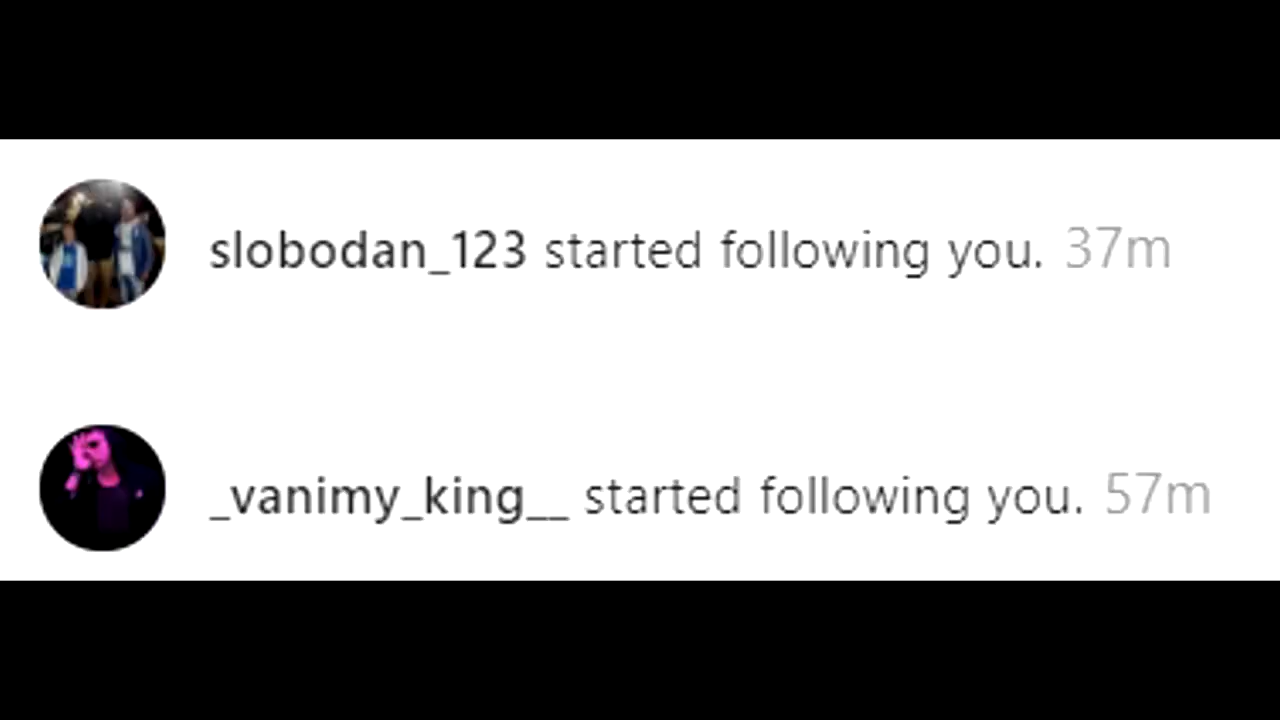 slobodan_123 started following you. 37m
_vanimy_king__ started following you. 57m